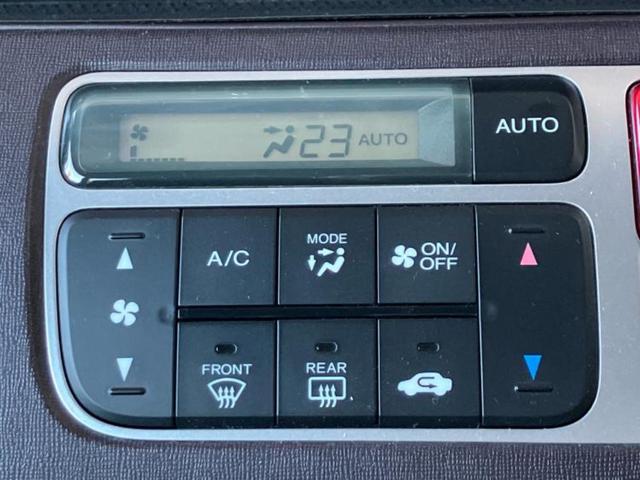 23 AUTO
AUTO
A/C
MODE
ON/
OFF
FRONT
REAR